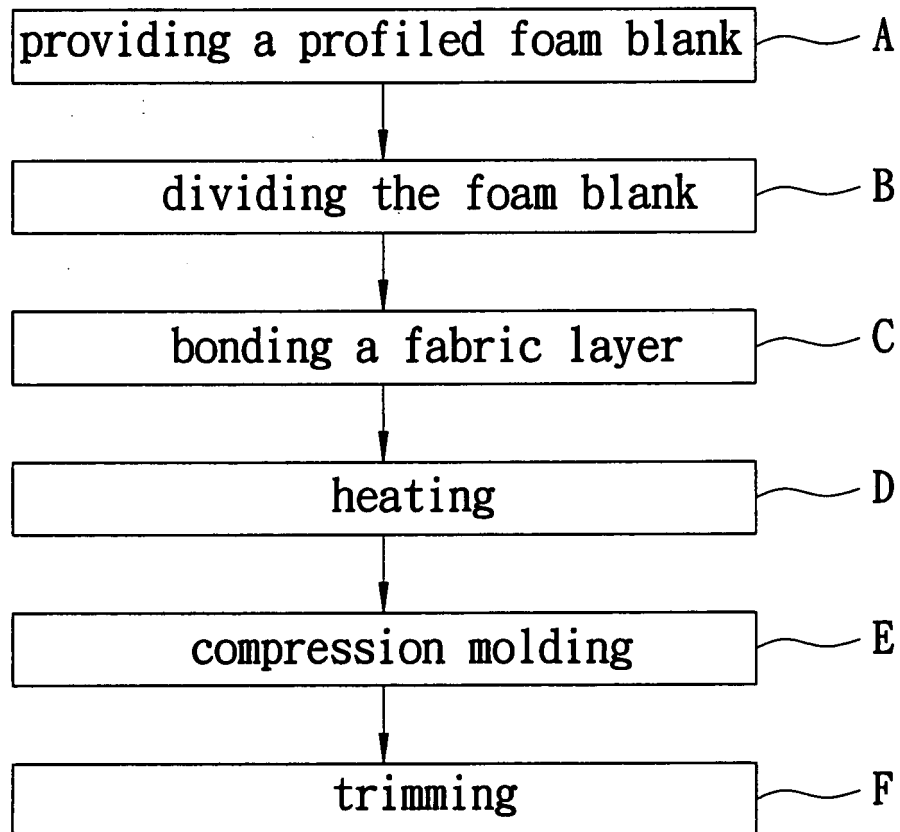 providing a profiled foam blank A
dividing the foam blank B
bonding a fabric layer C
heating D
compression molding E
trimming F